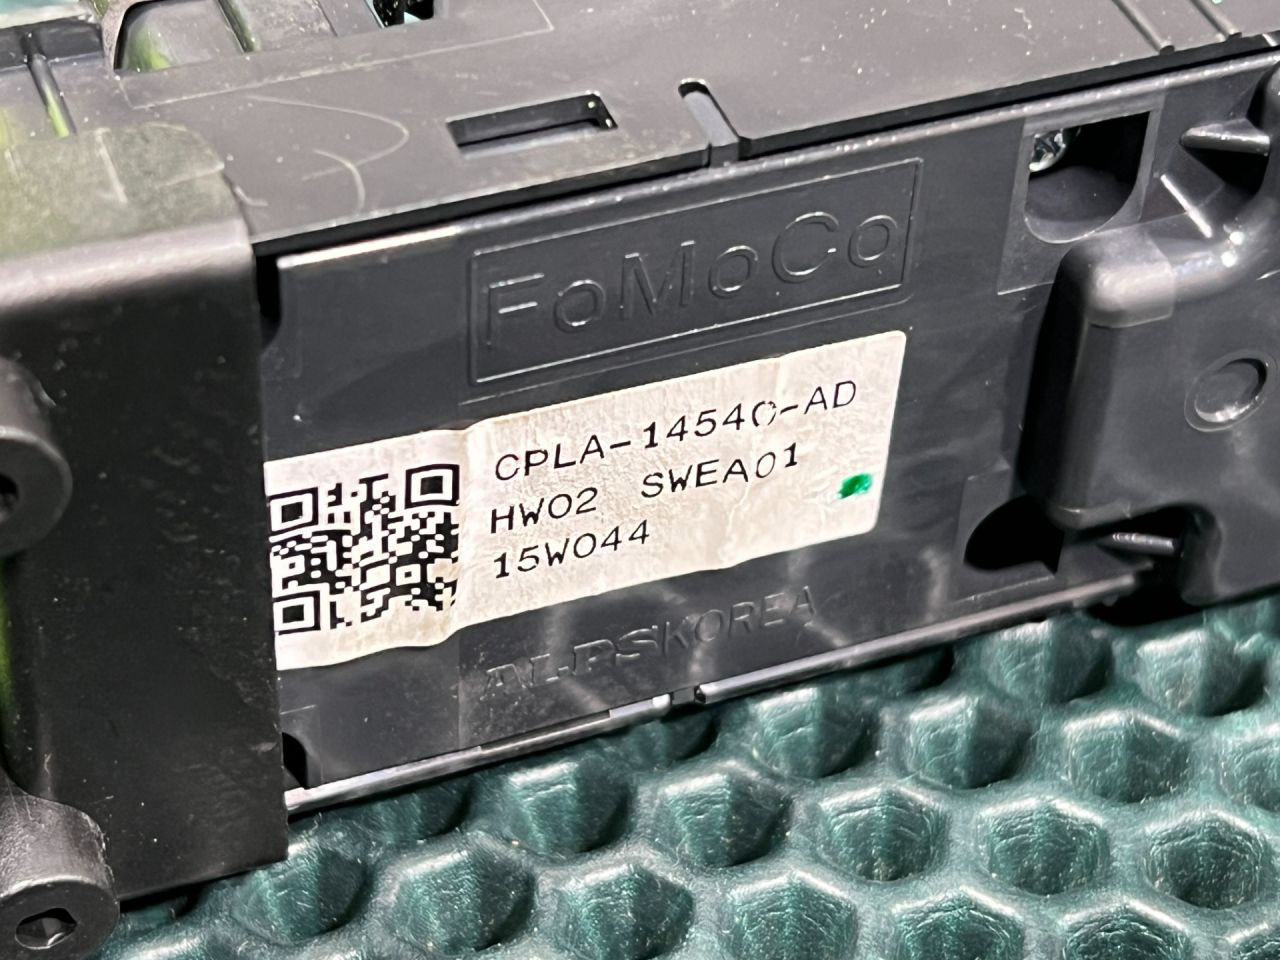 FoMoCo
CPLA-14540-AD
HW02 SWEA01
15W044
ALPSKOREA